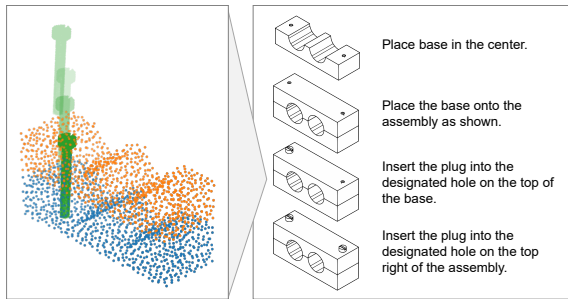 Place base in the center.
Place the base onto the
assembly as shown.
Insert the plug into the
designated hole on the top of
the base.
Insert the plug into the
designated hole on the top
right of the assembly.